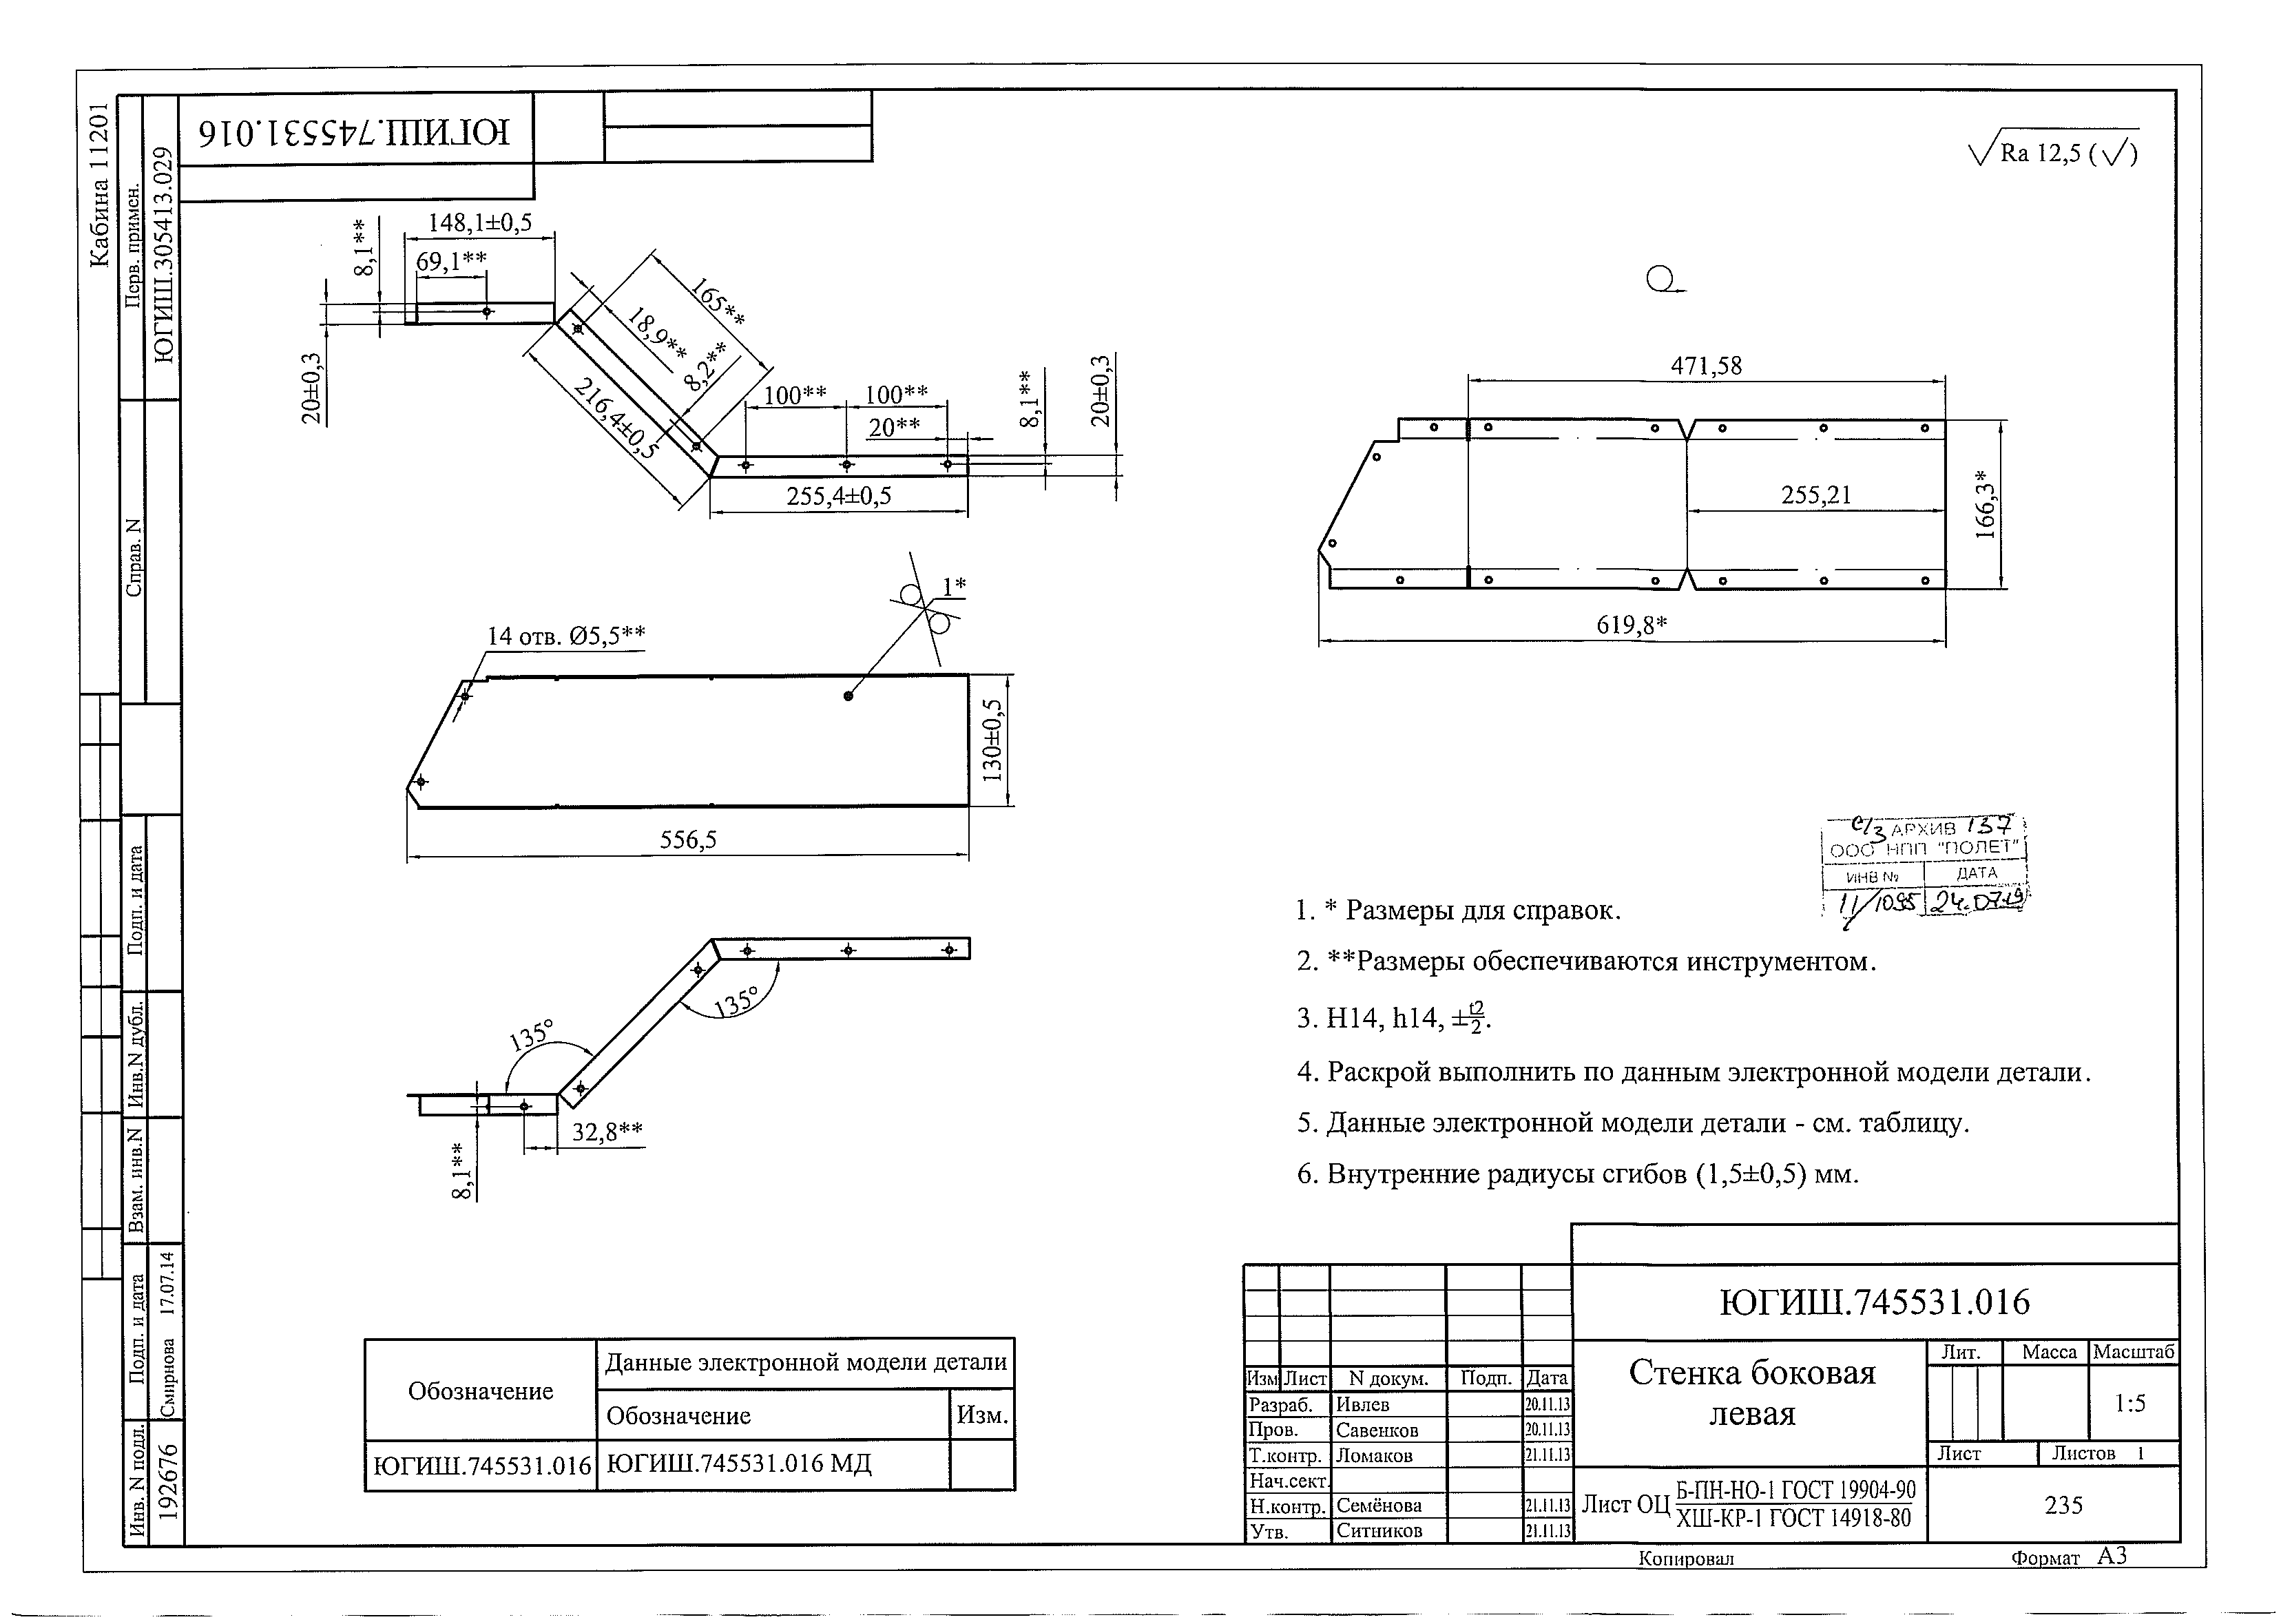 Кабина 11201
Перв. примен.
ЮГИШ.305413.029
Справ. N
Подп. и дата
Инв.N дубл.
Взам. инв.N
Подп. и дата
Смирнова 17.07.14
Инв. N подл.
192676
ЮГИШ.745531.016
Ra 12,5 (√)
148,1±0,5
8,1**
69,1**
20±0,3
165**
18,9**
8,2**
216,4±0,5
100** 100**
20**
8,1**
20±0,3
255,4±0,5
471,58
255,21
166,3*
619,8*
1*
14 отв. Ø5,5**
130±0,5
556,5
135°
135°
32,8**
8,1**
с/з АРХИВ 137
ООО НПП "ПОЛЕТ"
ИНВ № ДАТА
11/1095 24.07.19
1. * Размеры для справок.
2. **Размеры обеспечиваются инструментом.
3. H14, h14, ±t2/2.
4. Раскрой выполнить по данным электронной модели детали.
5. Данные электронной модели детали - см. таблицу.
6. Внутренние радиусы сгибов (1,5±0,5) мм.
Обозначение
Данные электронной модели детали
Обозначение Изм.
ЮГИШ.745531.016 ЮГИШ.745531.016 МД
ЮГИШ.745531.016
Изм Лист N докум. Подп. Дата
Разраб. Ивлев 20.11.13
Пров. Савенков 20.11.13
Т.контр. Ломаков 21.11.13
Нач.сект.
Н.контр. Семёнова 21.11.13
Утв. Ситников 21.11.13
Стенка боковая
левая
Лит. Масса Масштаб
1:5
Лист Листов 1
Лист ОЦ Б-ПН-НО-1 ГОСТ 19904-90
ХШ-КР-1 ГОСТ 14918-80
235
Копировал Формат А3